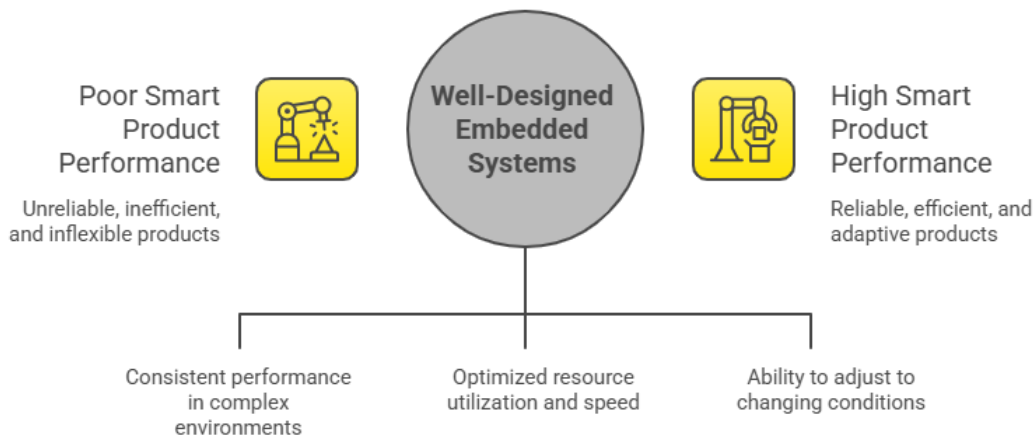 Poor Smart
Product
Performance
Unreliable, inefficient,
and inflexible products
Well-Designed
Embedded
Systems
High Smart
Product
Performance
Reliable, efficient, and
adaptive products
Consistent performance
in complex
environments
Optimized resource
utilization and speed
Ability to adjust to
changing conditions